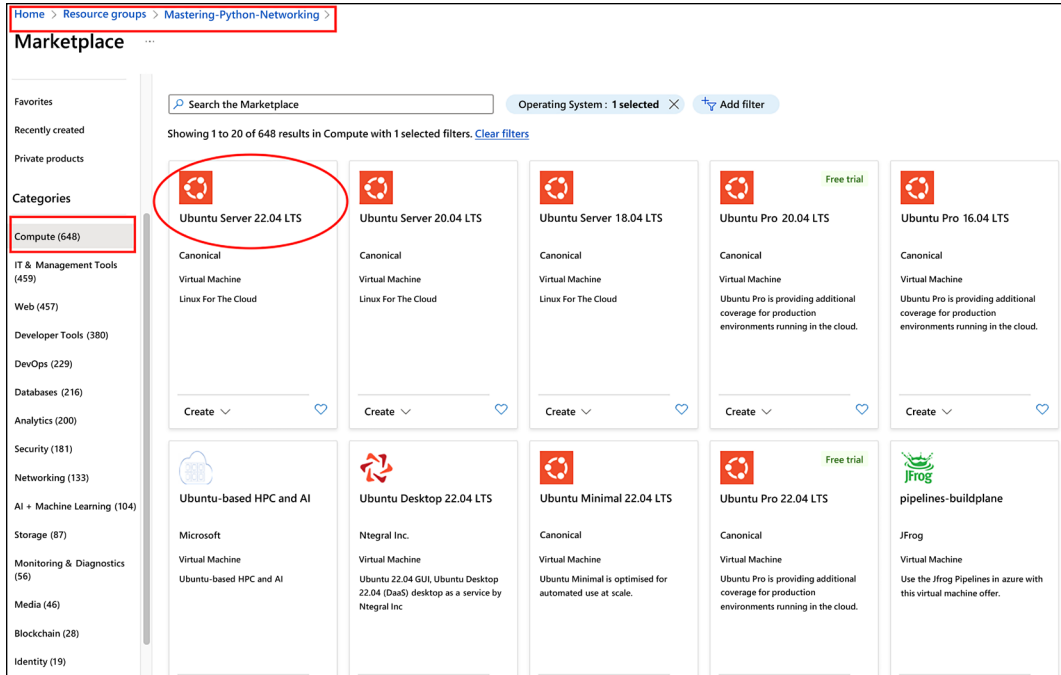 Home > Resource groups > Mastering-Python-Networking >
Marketplace ...
Favorites
Recently created
Private products
Categories
Compute (648)
IT & Management Tools
(459)
Web (457)
Developer Tools (380)
DevOps (229)
Databases (216)
Analytics (200)
Security (181)
Networking (133)
AI + Machine Learning (104)
Storage (87)
Monitoring & Diagnostics
(56)
Media (46)
Blockchain (28)
Identity (19)
Search the Marketplace
Operating System : 1 selected
Add filter
Showing 1 to 20 of 648 results in Compute with 1 selected filters. Clear filters
Ubuntu Server 22.04 LTS
Canonical
Virtual Machine
Linux For The Cloud
Create
Ubuntu Server 20.04 LTS
Canonical
Virtual Machine
Linux For The Cloud
Create
Ubuntu Server 18.04 LTS
Canonical
Virtual Machine
Linux For The Cloud
Create
Free trial
Ubuntu Pro 20.04 LTS
Canonical
Virtual Machine
Ubuntu Pro is providing additional
coverage for production
environments running in the cloud.
Create
Ubuntu Pro 16.04 LTS
Canonical
Virtual Machine
Ubuntu Pro is providing additional
coverage for production
environments running in the cloud.
Create
Ubuntu-based HPC and AI
Microsoft
Virtual Machine
Ubuntu-based HPC and AI
Ubuntu Desktop 22.04 LTS
Ntegral Inc.
Virtual Machine
Ubuntu 22.04 GUI, Ubuntu Desktop
22.04 (DaaS) desktop as a service by
Ntegral Inc
Ubuntu Minimal 22.04 LTS
Canonical
Virtual Machine
Ubuntu Minimal is optimised for
automated use at scale.
Free trial
Ubuntu Pro 22.04 LTS
Canonical
Virtual Machine
Ubuntu Pro is providing additional
coverage for production
environments running in the cloud.
JFrog
pipelines-buildplane
JFrog
Virtual Machine
Use the Jfrog Pipelines in azure with
this virtual machine offer.